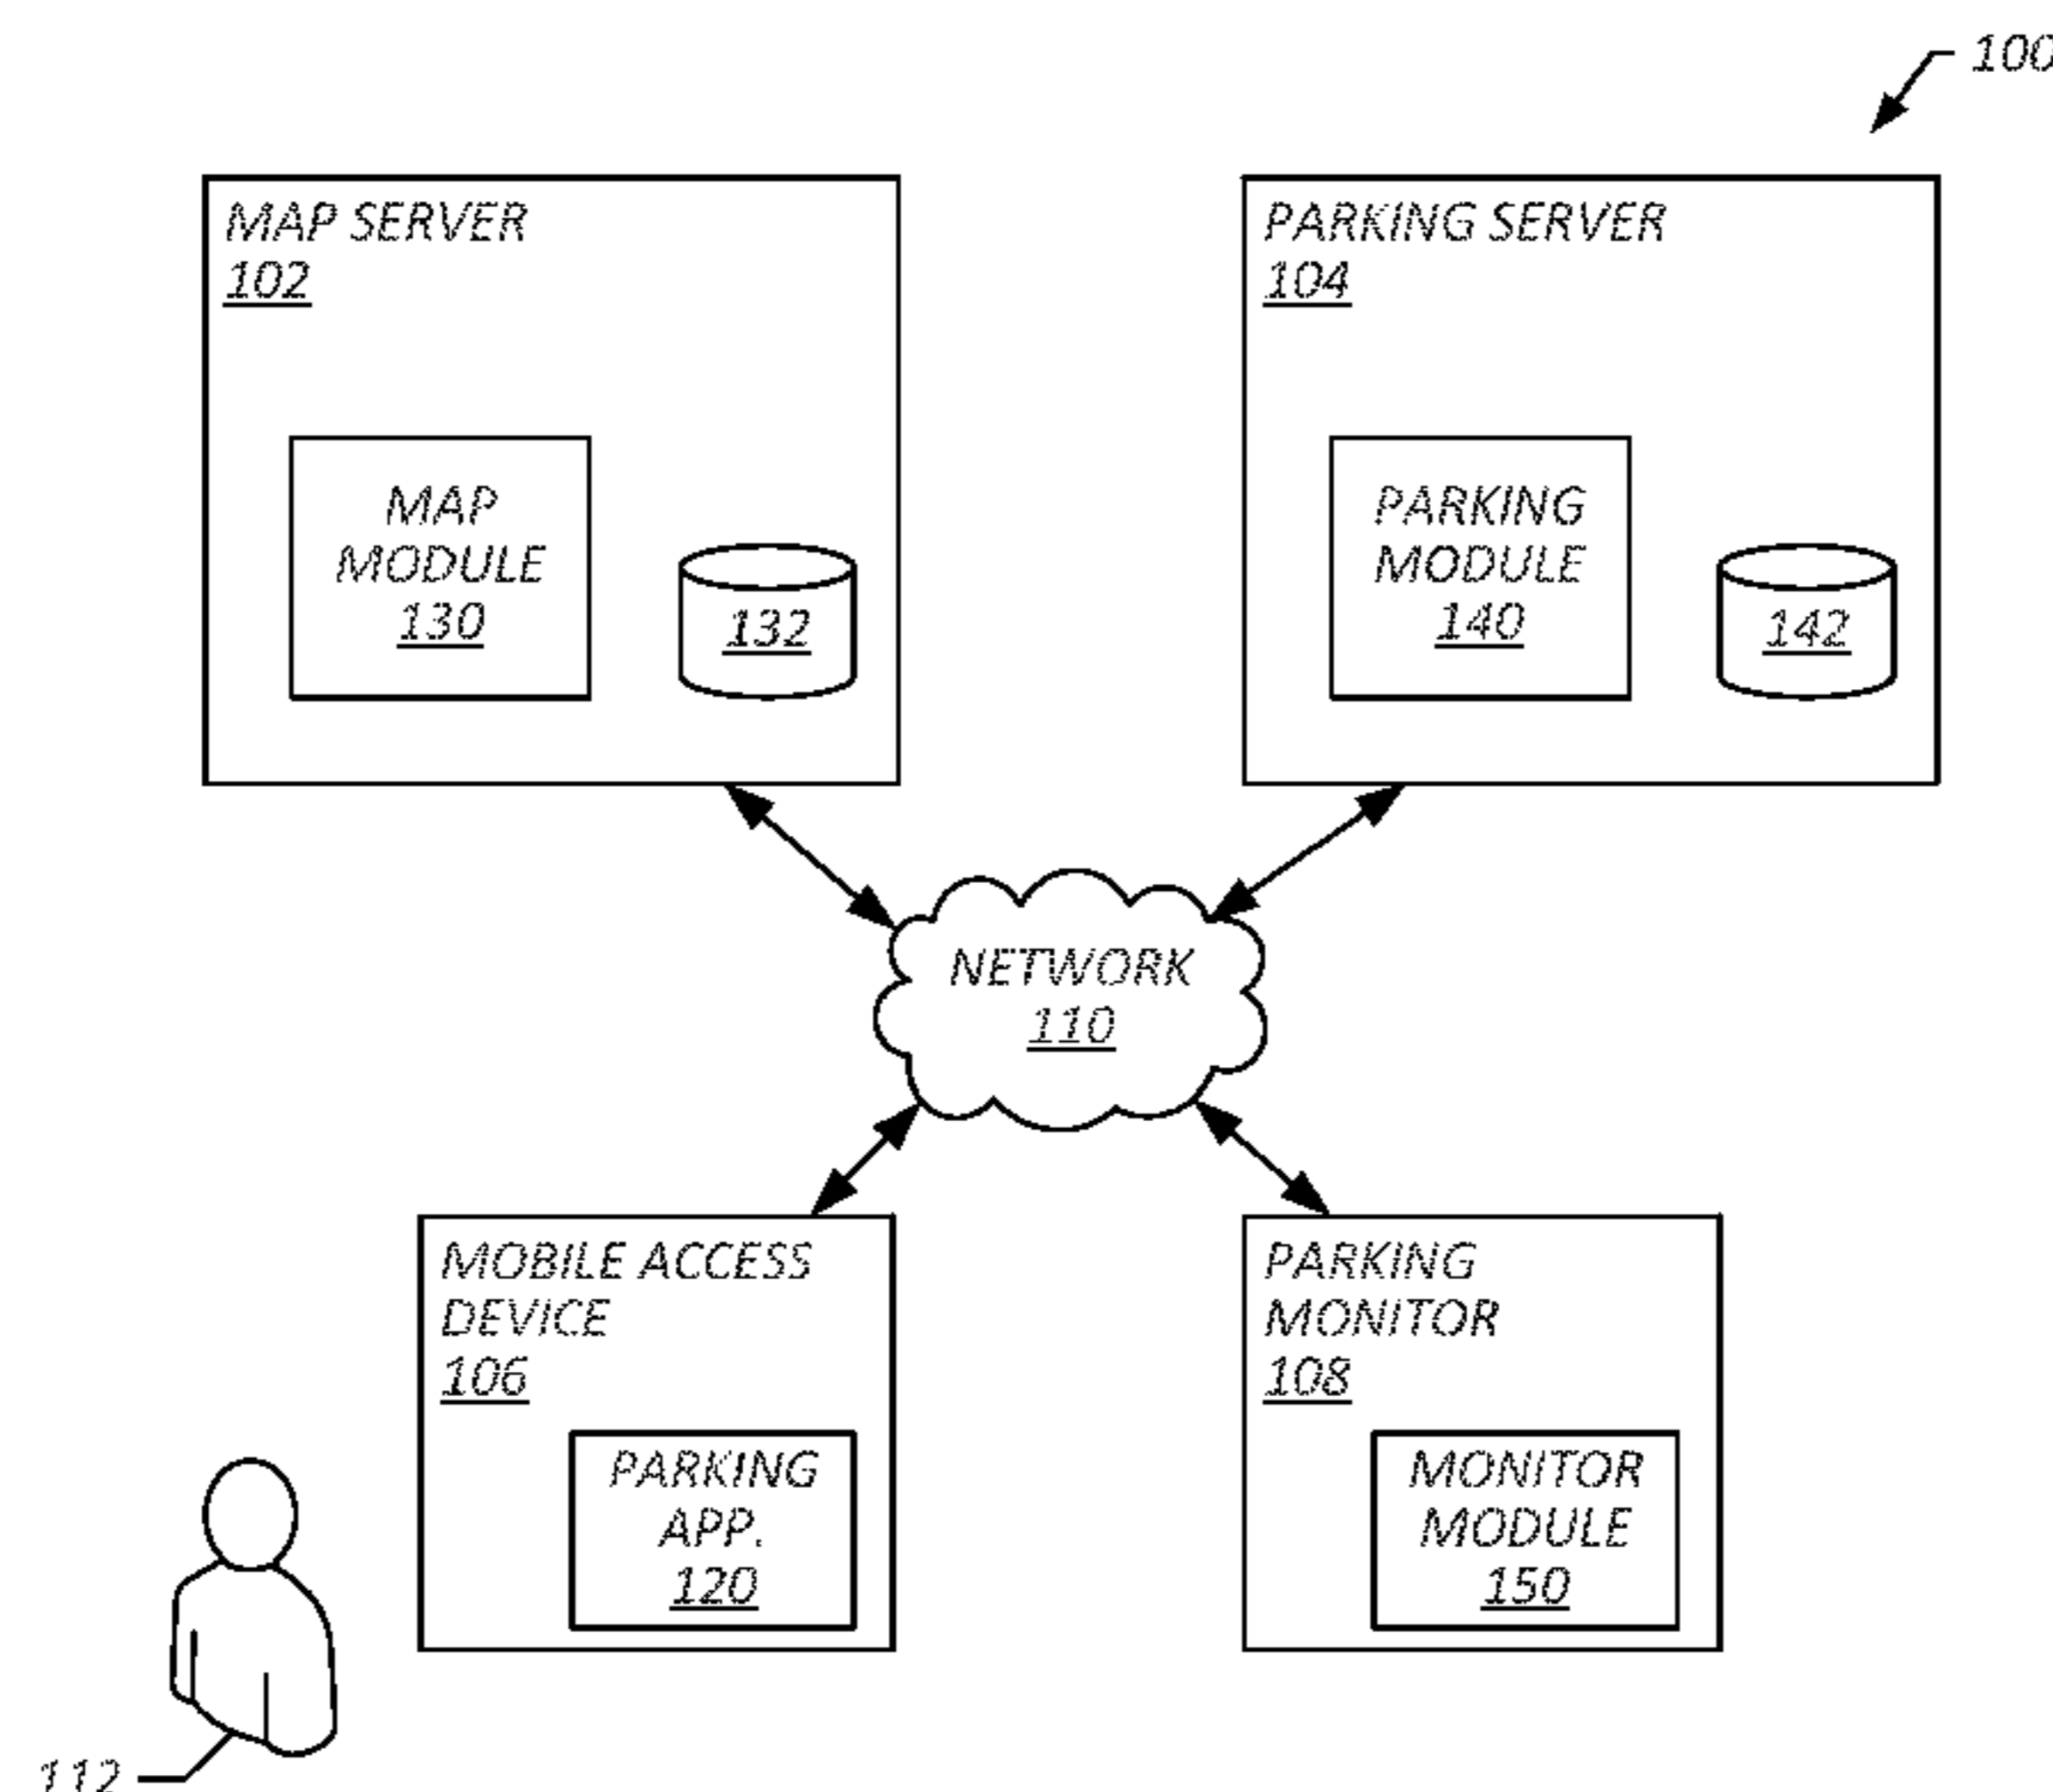 100
MAP SERVER
102
MAP
MODULE
130
132
PARKING SERVER
104
PARKING
MODULE
140
142
NETWORK
110
MOBILE ACCESS
DEVICE
106
PARKING
APP.
120
PARKING
MONITOR
108
MONITOR
MODULE
150
112